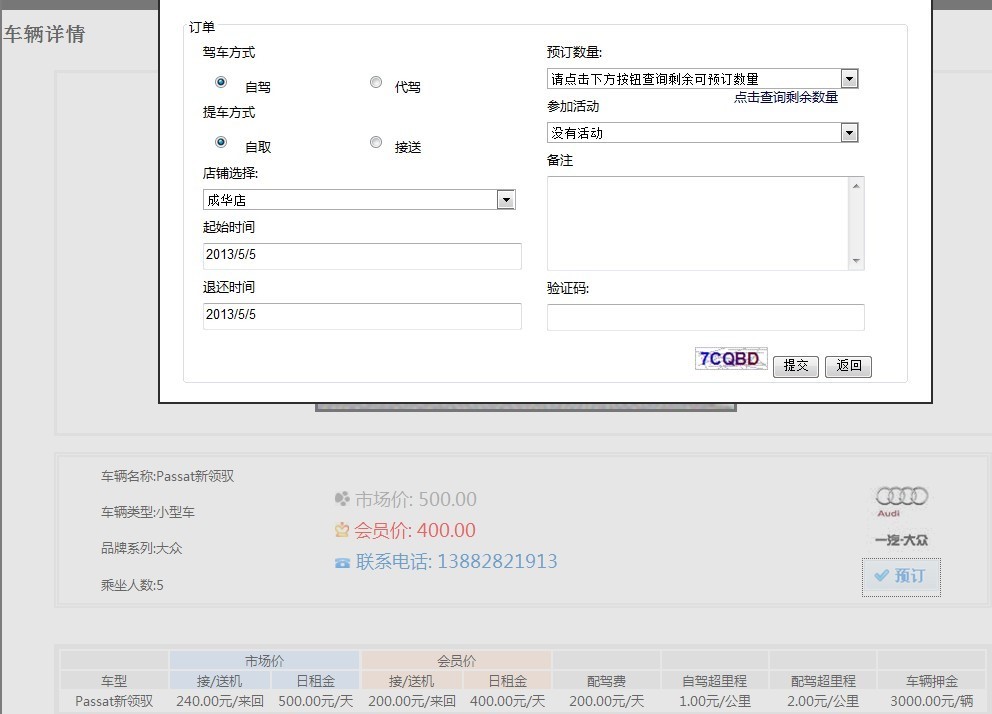 车辆详情
订单
驾车方式
自驾 代驾
提车方式
自取 接送
店铺选择:
成华店
起始时间
2013/5/5
退还时间
2013/5/5
预订数量:
请点击下方按钮查询剩余可预订数量
点击查询剩余数量
参加活动
没有活动
备注
验证码:
7CQBD 提交 返回
车辆名称:Passat新领驭
车辆类型:小型车
品牌系列:大众
乘坐人数:5
市场价: 500.00
会员价: 400.00
联系电话: 13882821913
Audi
一汽-大众
预订
市场价 会员价
车型 接/送机 日租金 接/送机 日租金 配驾费 自驾超里程 配驾超里程 车辆押金
Passat新领驭 240.00元/来回 500.00元/天 200.00元/来回 400.00元/天 200.00元/天 1.00元/公里 2.00元/公里 3000.00元/辆